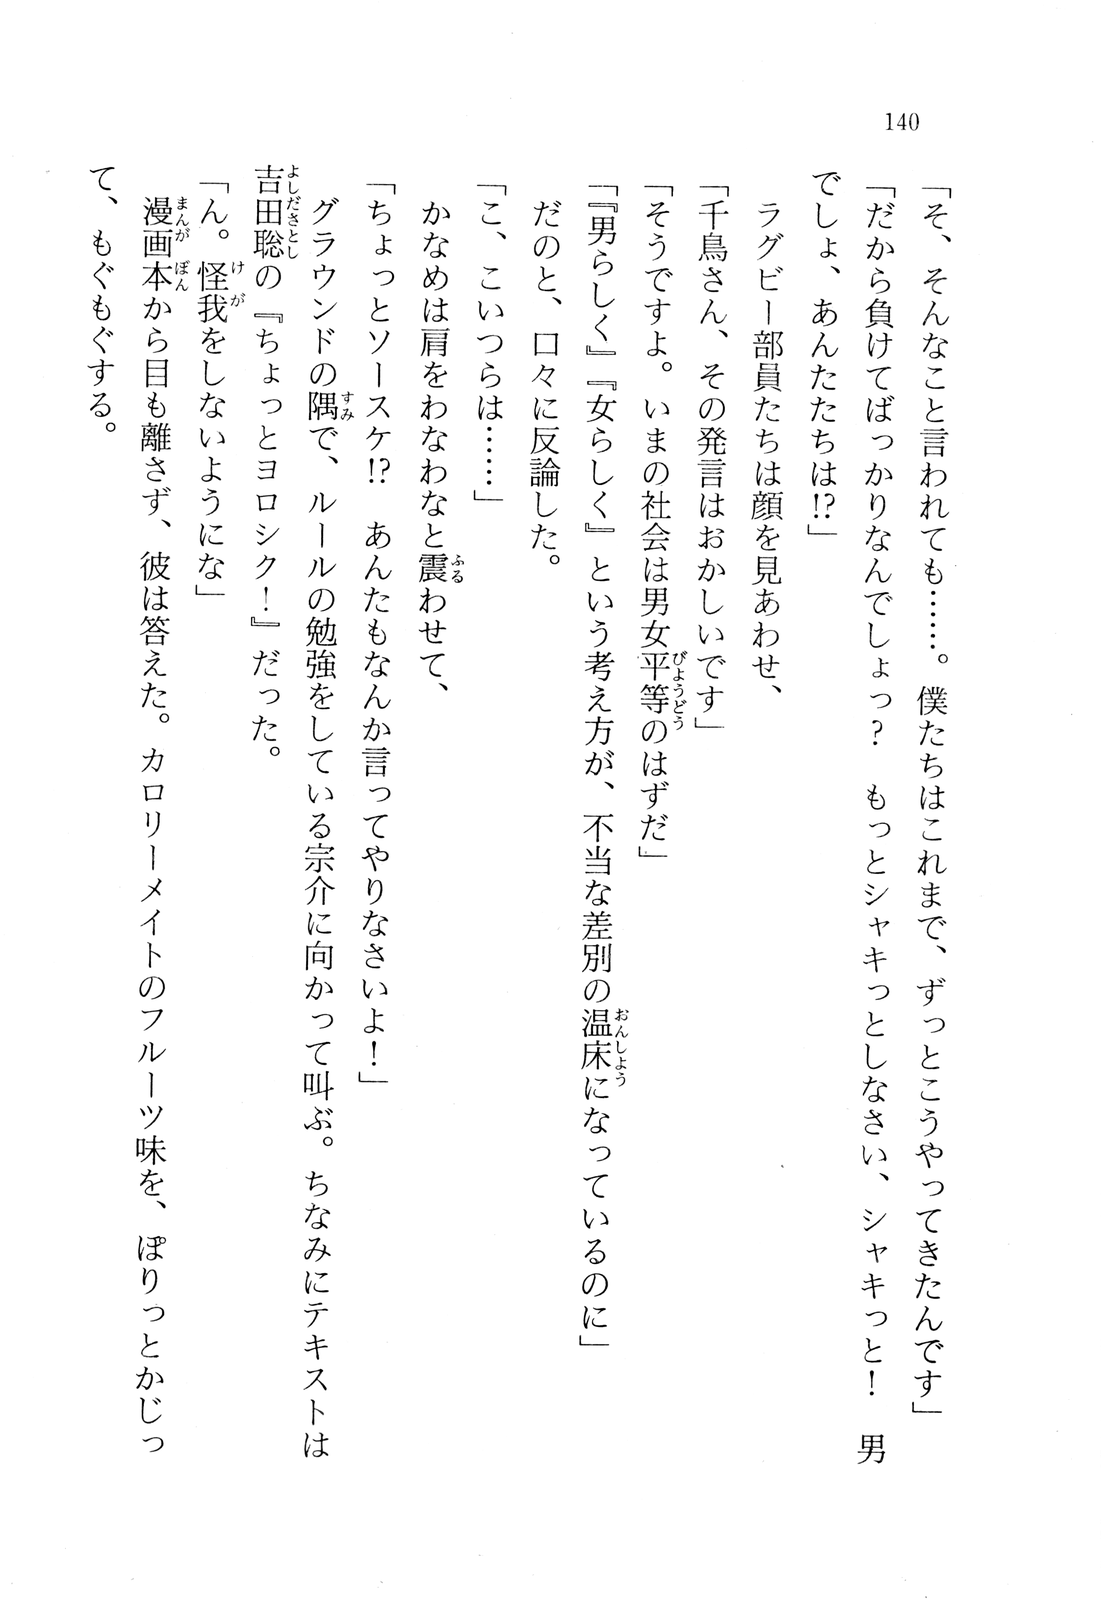 140
「そ、そんなこと言われても……。僕たちはこれまで、ずっとこうやってきたんです」
「だから負けてばっかりなんでしょっ？　もっとシャキっとしなさい、シャキっと！　男
でしょ、あんたたちは!?」
　ラグビー部員たちは顔を見あわせ、
「千鳥さん、その発言はおかしいです」
「そうですよ。いまの社会は男女平等のはずだ」
「『男らしく』『女らしく』という考え方が、不当な差別の温床になっているのに」
　だのと、口々に反論した。
「こ、こいつらは……」
　かなめは肩をわなわなと震わせて、
「ちょっとソースケ!?　あんたもなんか言ってやりなさいよ！」
　グラウンドの隅で、ルールの勉強をしている宗介に向かって叫ぶ。ちなみにテキストは
吉田聡の『ちょっとヨロシク！』だった。
「ん。怪我をしないようにな」
　漫画本から目も離さず、彼は答えた。カロリーメイトのフルーツ味を、ぽりっとかじっ
て、もぐもぐする。